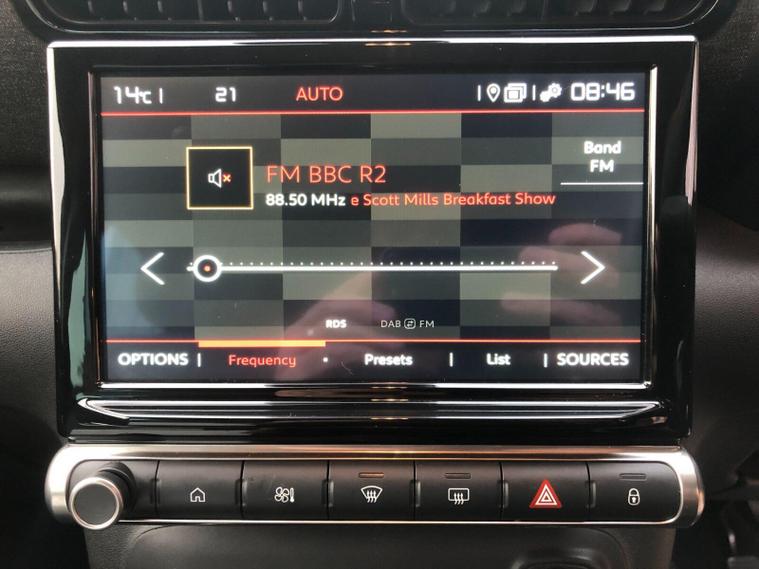 14°C 21 AUTO 08:46
Band
FM
FM BBC R2
88.50 MHz e Scott Mills Breakfast Show
RDS DAB FM
OPTIONS Frequency Presets List SOURCES